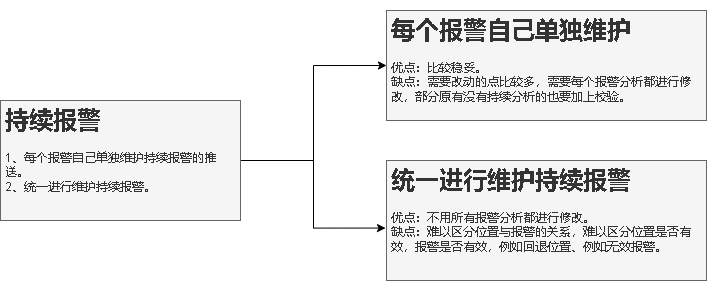 持续报警
1、每个报警自己单独维护持续报警的推
送。
2、统一进行维护持续报警。
每个报警自己单独维护
优点：比较稳妥。
缺点：需要改动的点比较多，需要每个报警分析都进行修
改，部分原有没有持续分析的也要加上校验。
统一进行维护持续报警
优点：不用所有报警分析都进行修改。
缺点：难以区分位置与报警的关系，难以区分位置是否有
效，报警是否有效，例如回退位置、例如无效报警。